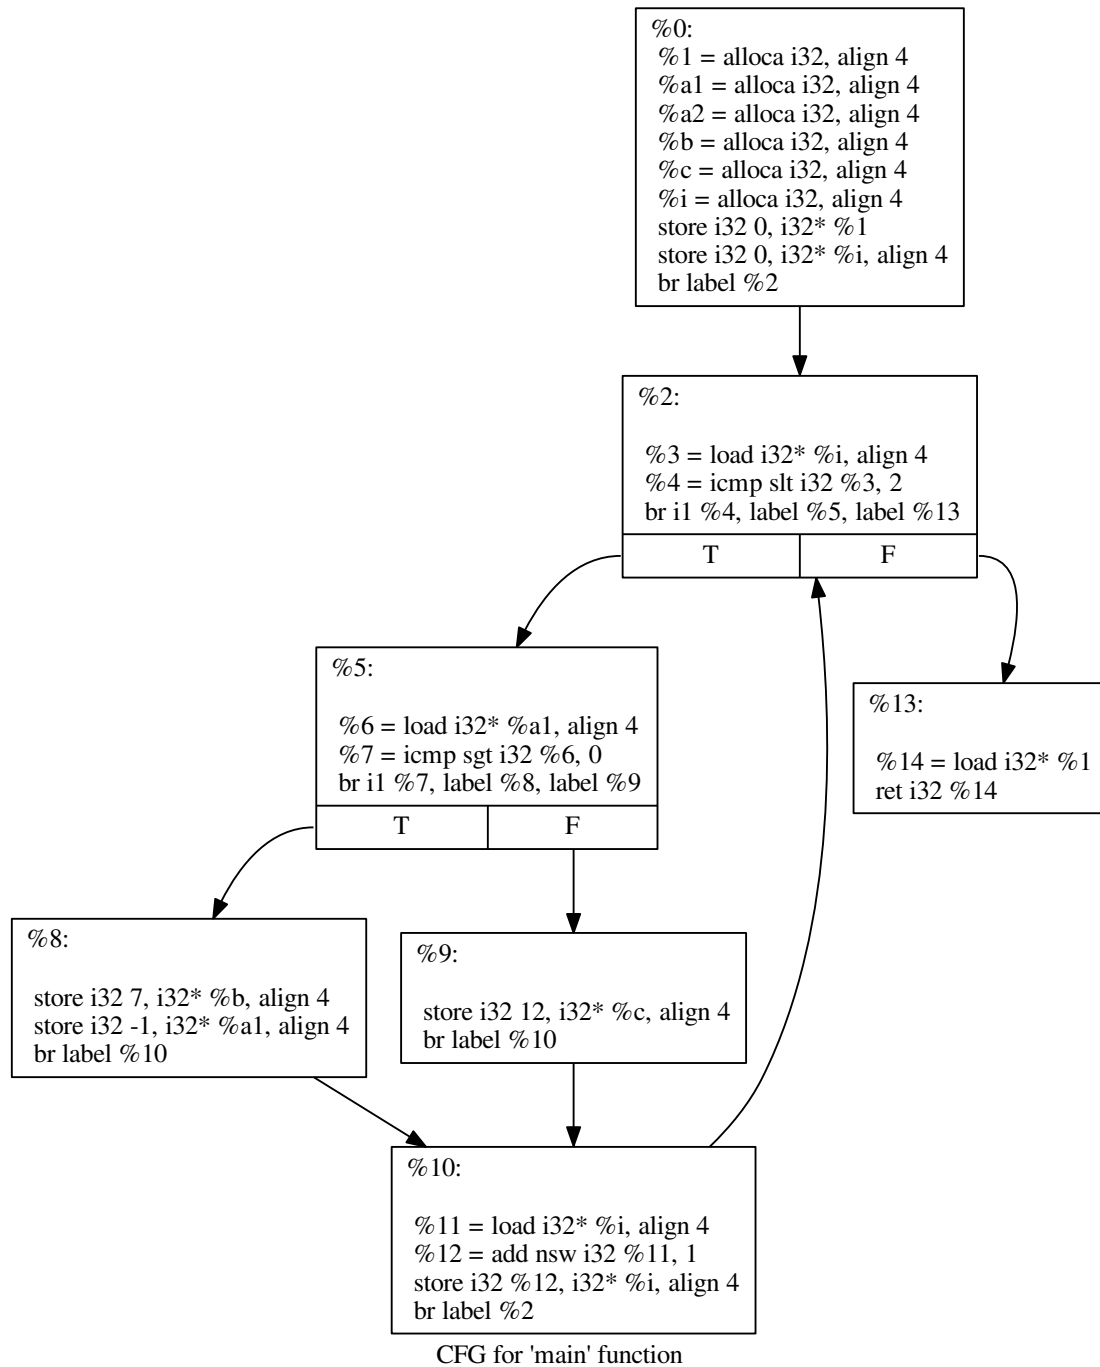 %0:
%1 = alloca i32, align 4
%a1 = alloca i32, align 4
%a2 = alloca i32, align 4
%b = alloca i32, align 4
%c = alloca i32, align 4
%i = alloca i32, align 4
store i32 0, i32* %1
store i32 0, i32* %i, align 4
br label %2
%2:
%3 = load i32* %i, align 4
%4 = icmp slt i32 %3, 2
br i1 %4, label %5, label %13
T F
%5:
%6 = load i32* %a1, align 4
%7 = icmp sgt i32 %6, 0
br i1 %7, label %8, label %9
T F
%13:
%14 = load i32* %1
ret i32 %14
%8:
store i32 7, i32* %b, align 4
store i32 -1, i32* %a1, align 4
br label %10
%9:
store i32 12, i32* %c, align 4
br label %10
%10:
%11 = load i32* %i, align 4
%12 = add nsw i32 %11, 1
store i32 %12, i32* %i, align 4
br label %2
CFG for 'main' function